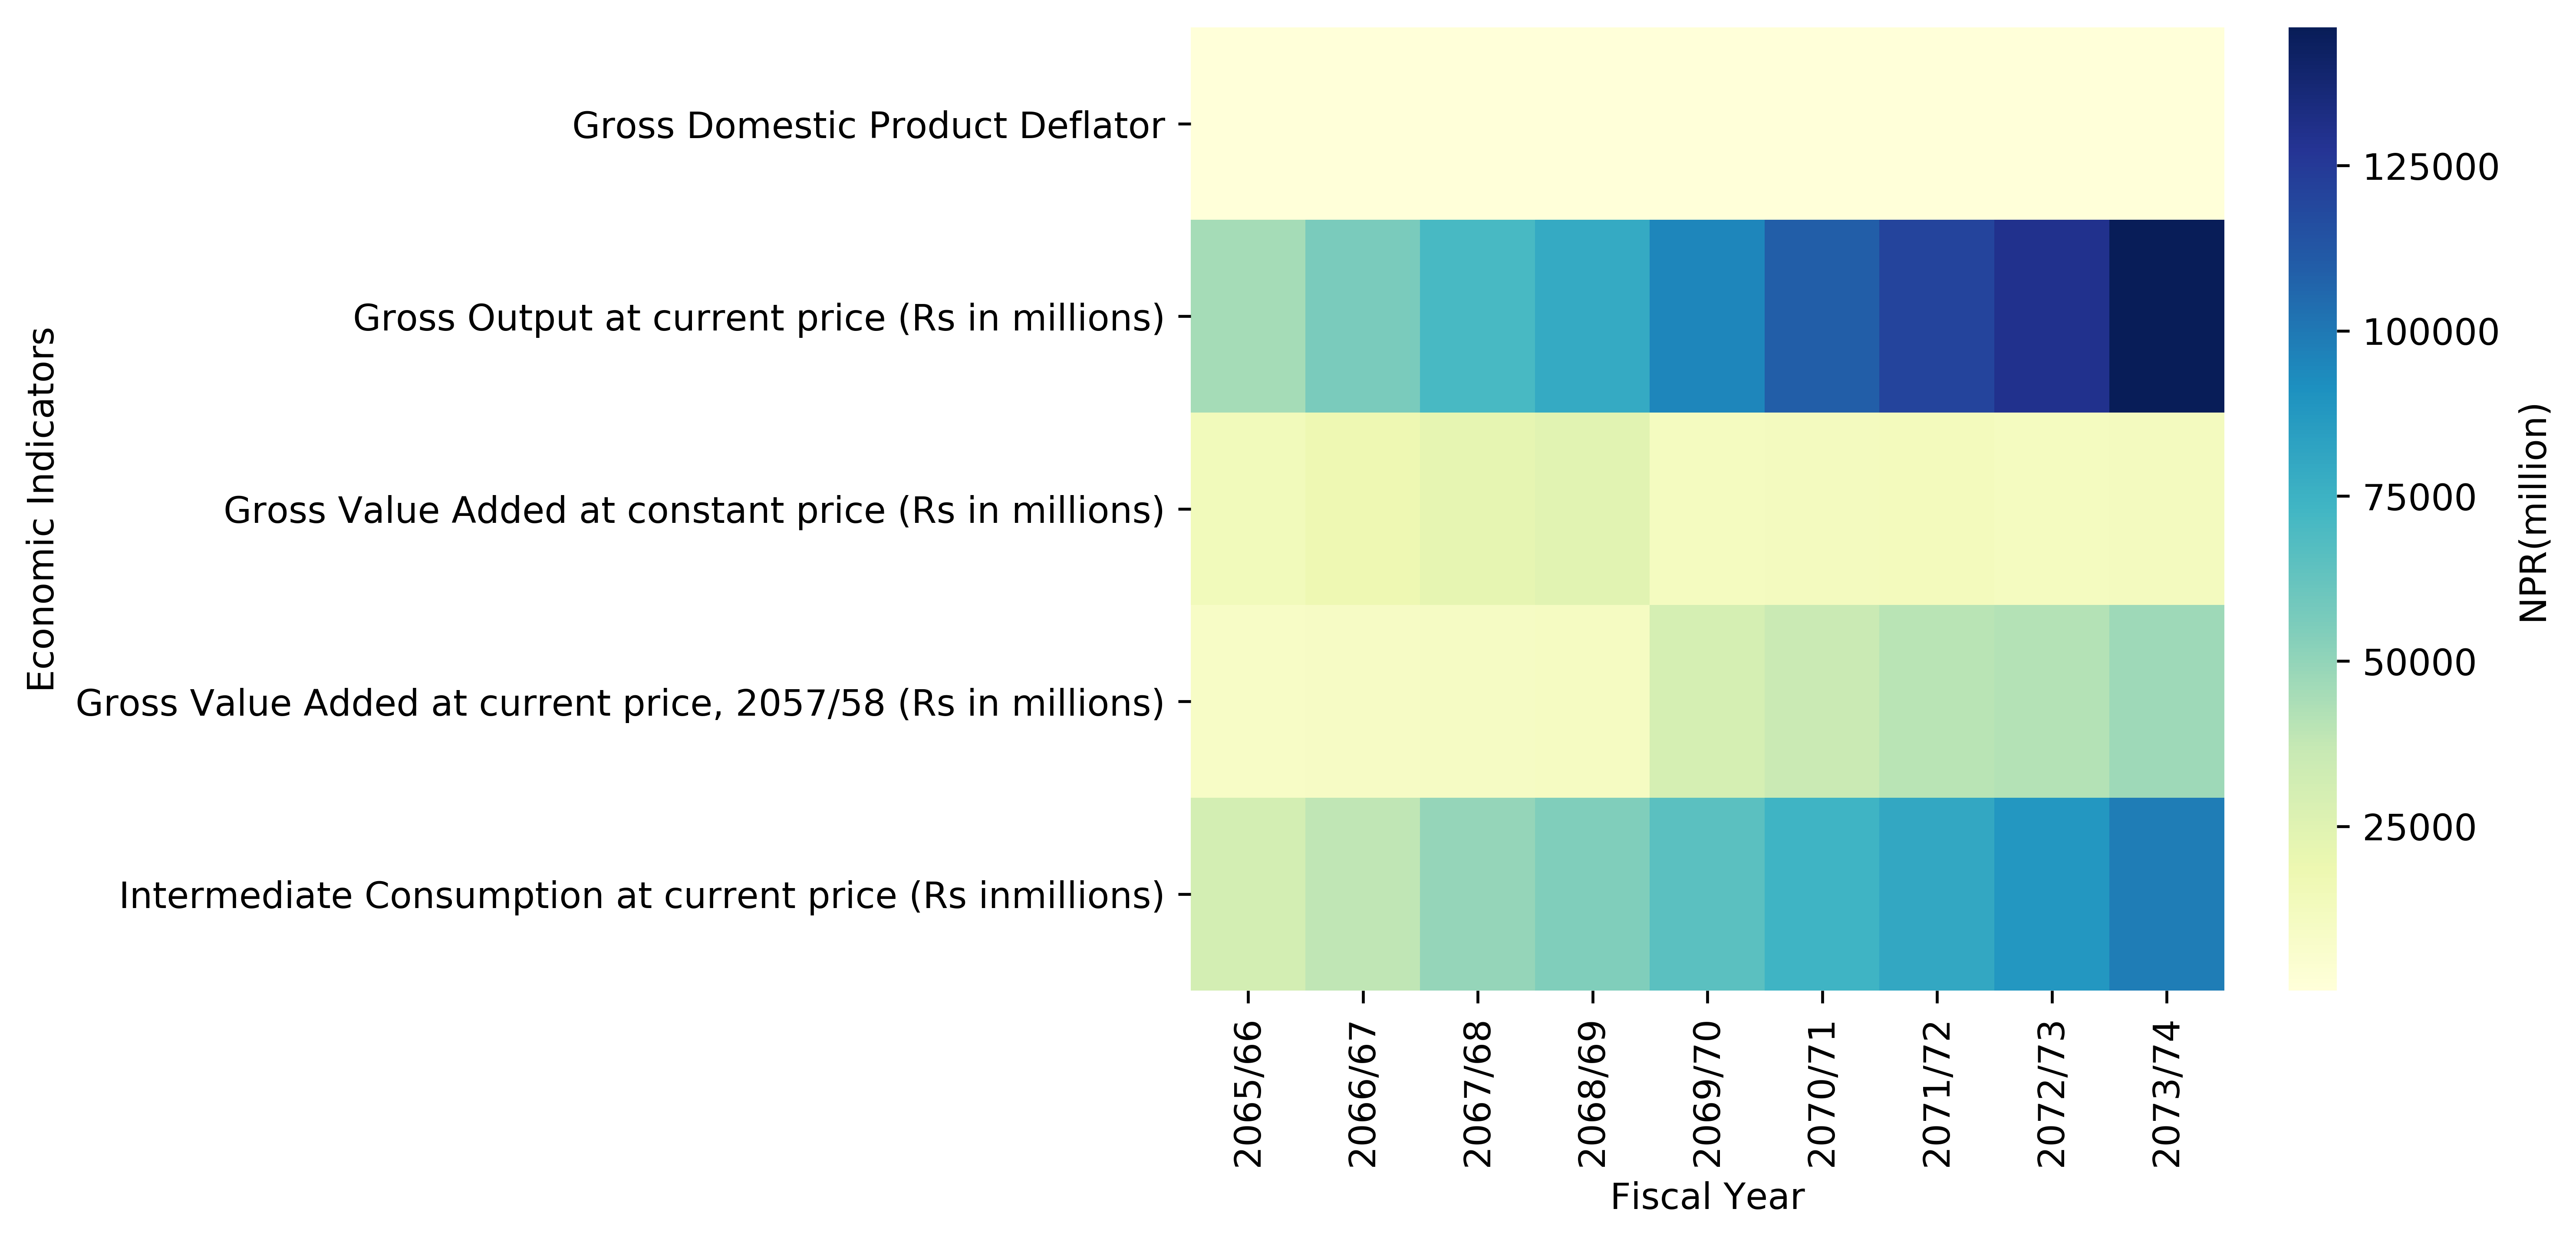 Economic Indicators
Gross Domestic Product Deflator
Gross Output at current price (Rs in millions)
Gross Value Added at constant price (Rs in millions)
Gross Value Added at current price, 2057/58 (Rs in millions)
Intermediate Consumption at current price (Rs inmillions)
2065/66
2066/67
2067/68
2068/69
2069/70
2070/71
2071/72
2072/73
2073/74
Fiscal Year
125000
100000
75000
50000
25000
NPR(million)